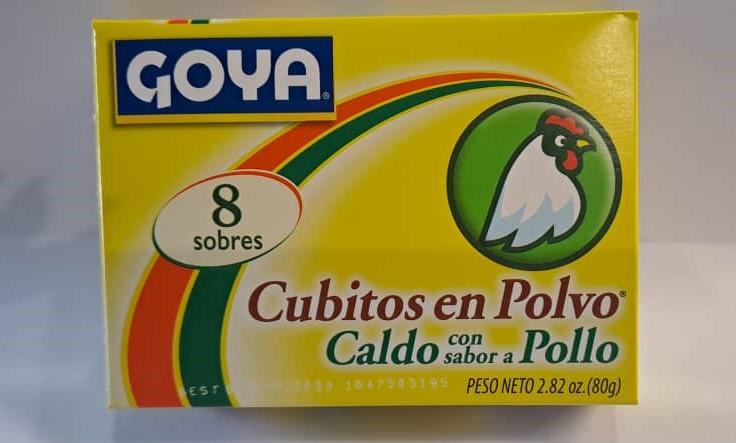 GOYA®
8
sobres
Cubitos en Polvo®
Caldo con sabor a Pollo
PESO NETO 2.82 oz.(80g)